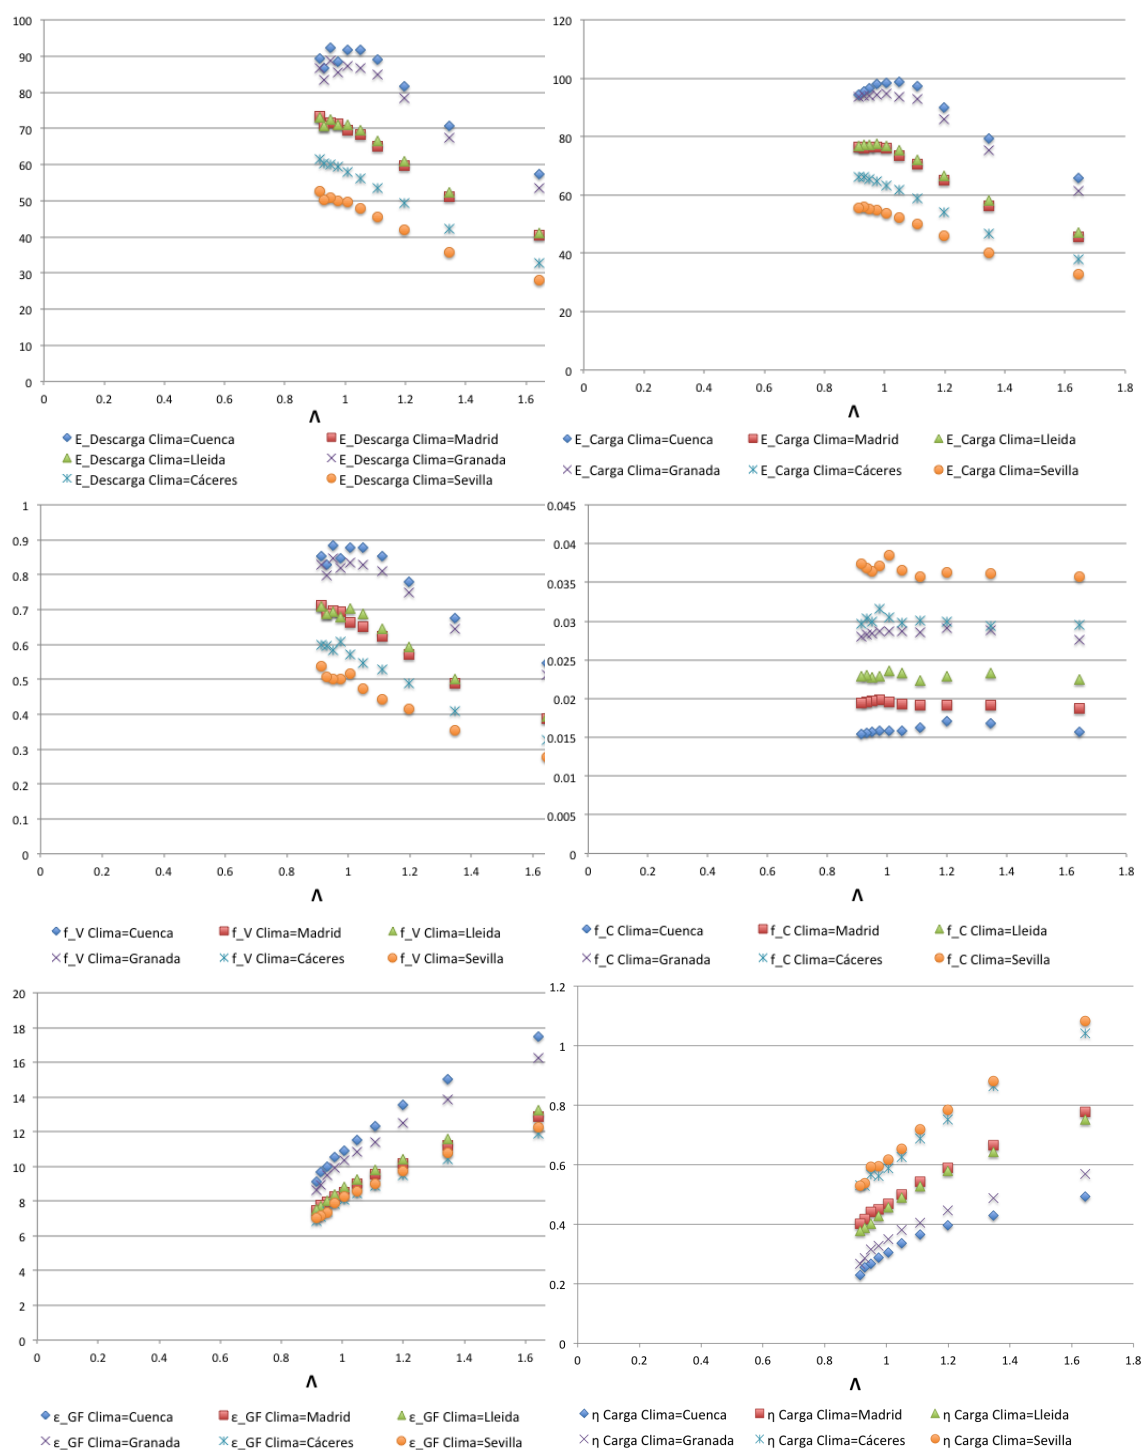 100
90
80
70
60
50
40
30
20
10
0
0 0.2 0.4 0.6 0.8 1 1.2 1.4 1.6
Λ
E_Descarga Clima=Cuenca E_Descarga Clima=Madrid
E_Descarga Clima=Lleida E_Descarga Clima=Granada
E_Descarga Clima=Cáceres E_Descarga Clima=Sevilla
120
100
80
60
40
20
0
0 0.2 0.4 0.6 0.8 1 1.2 1.4 1.6 1.8
Λ
E_Carga Clima=Cuenca E_Carga Clima=Madrid E_Carga Clima=Lleida
E_Carga Clima=Granada E_Carga Clima=Cáceres E_Carga Clima=Sevilla
1
0.9
0.8
0.7
0.6
0.5
0.4
0.3
0.2
0.1
0
0 0.2 0.4 0.6 0.8 1 1.2 1.4 1.6
Λ
f_V Clima=Cuenca f_V Clima=Madrid f_V Clima=Lleida
f_V Clima=Granada f_V Clima=Cáceres f_V Clima=Sevilla
0.045
0.04
0.035
0.03
0.025
0.02
0.015
0.01
0.005
0
0 0.2 0.4 0.6 0.8 1 1.2 1.4 1.6 1.8
Λ
f_C Clima=Cuenca f_C Clima=Madrid f_C Clima=Lleida
f_C Clima=Granada f_C Clima=Cáceres f_C Clima=Sevilla
20
18
16
14
12
10
8
6
4
2
0
0 0.2 0.4 0.6 0.8 1 1.2 1.4 1.6
Λ
ε_GF Clima=Cuenca ε_GF Clima=Madrid ε_GF Clima=Lleida
ε_GF Clima=Granada ε_GF Clima=Cáceres ε_GF Clima=Sevilla
1.2
1
0.8
0.6
0.4
0.2
0
0 0.2 0.4 0.6 0.8 1 1.2 1.4 1.6 1.8
Λ
η Carga Clima=Cuenca η Carga Clima=Madrid η Carga Clima=Lleida
η Carga Clima=Granada η Carga Clima=Cáceres η Carga Clima=Sevilla